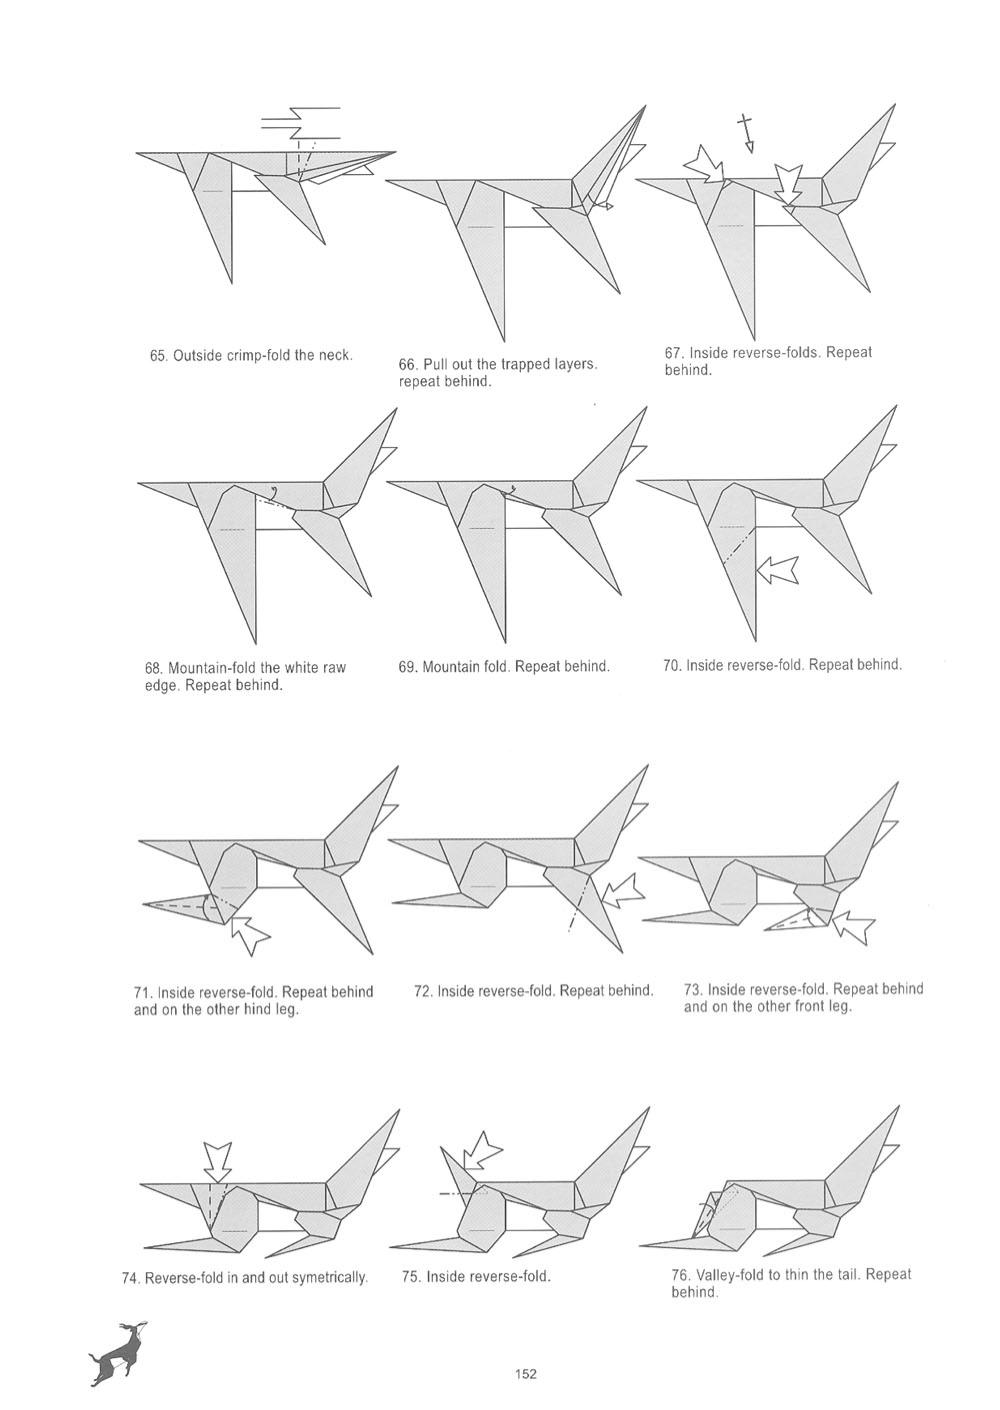 65. Outside crimp-fold the neck.
66. Pull out the trapped layers.
repeat behind.
67. Inside reverse-folds. Repeat
behind.
68. Mountain-fold the white raw
edge. Repeat behind.
69. Mountain fold. Repeat behind.
70. Inside reverse-fold. Repeat behind.
71. Inside reverse-fold. Repeat behind
and on the other hind leg.
72. Inside reverse-fold. Repeat behind.
73. Inside reverse-fold. Repeat behind
and on the other front leg.
74. Reverse-fold in and out symetrically.
75. Inside reverse-fold.
76. Valley-fold to thin the tail. Repeat
behind.
152